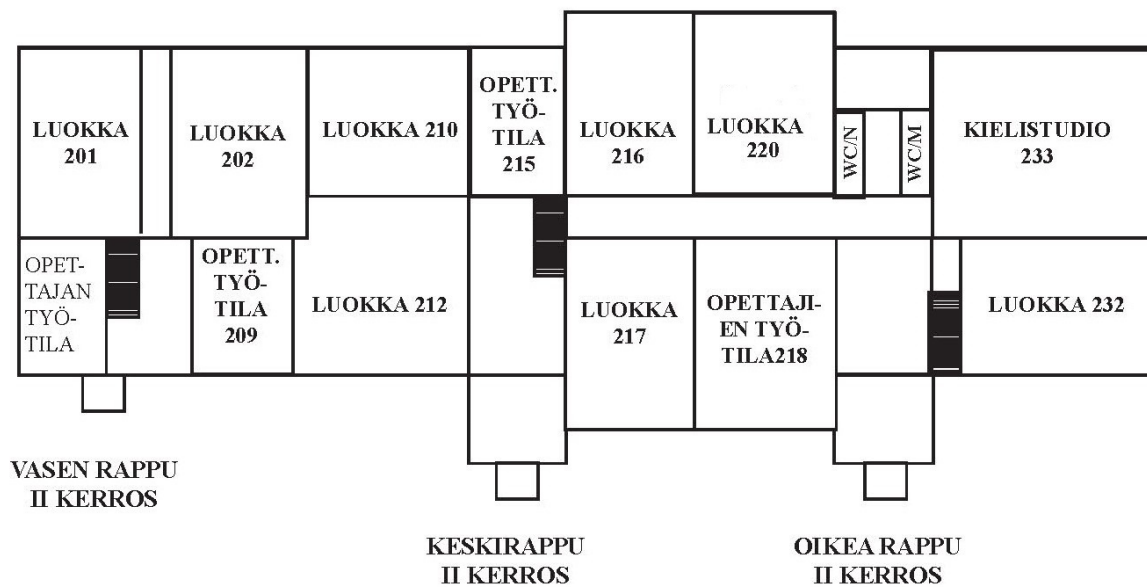 LUOKKA
201
LUOKKA
202
LUOKKA 210
OPETT.
TYÖ-
TILA
215
LUOKKA
216
LUOKKA
220
WC/N
WC/M
KIELISTUDIO
233
OPET-
TAJAN
TYÖ-
TILA
OPETT.
TYÖ-
TILA
209
LUOKKA 212
LUOKKA
217
OPETTAJI-
EN TYÖ-
TILA218
LUOKKA 232
VASEN RAPPU
II KERROS
KESKIRAPPU
II KERROS
OIKEA RAPPU
II KERROS